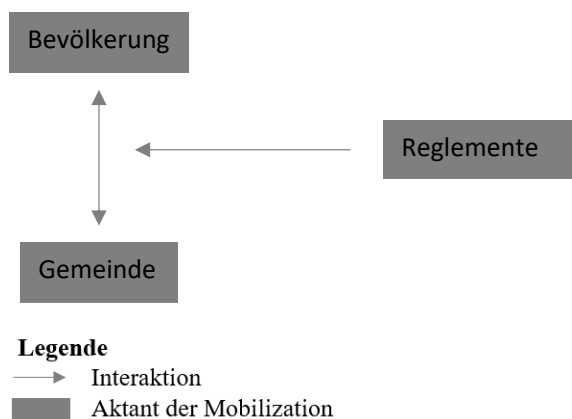 Bevölkerung
Reglemente
Gemeinde
Legende
Interaktion
Aktant der Mobilization